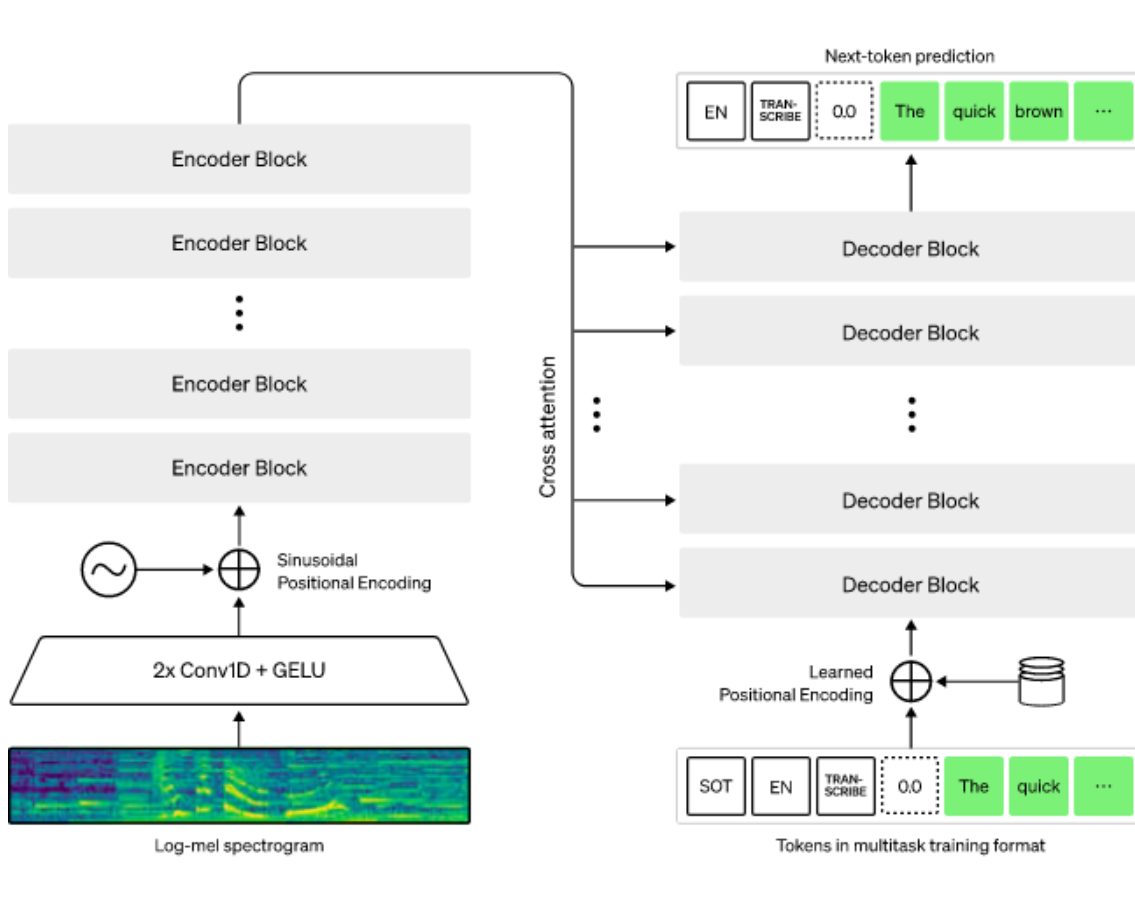 Next-token prediction
EN TRAN-SCRIBE 0.0 The quick brown ...
Encoder Block
Encoder Block
Encoder Block
Encoder Block
Sinusoidal
Positional Encoding
2x Conv1D + GELU
Log-mel spectrogram
Cross attention
Decoder Block
Decoder Block
Decoder Block
Decoder Block
Learned
Positional Encoding
SOT EN TRAN-SCRIBE 0.0 The quick ...
Tokens in multitask training format